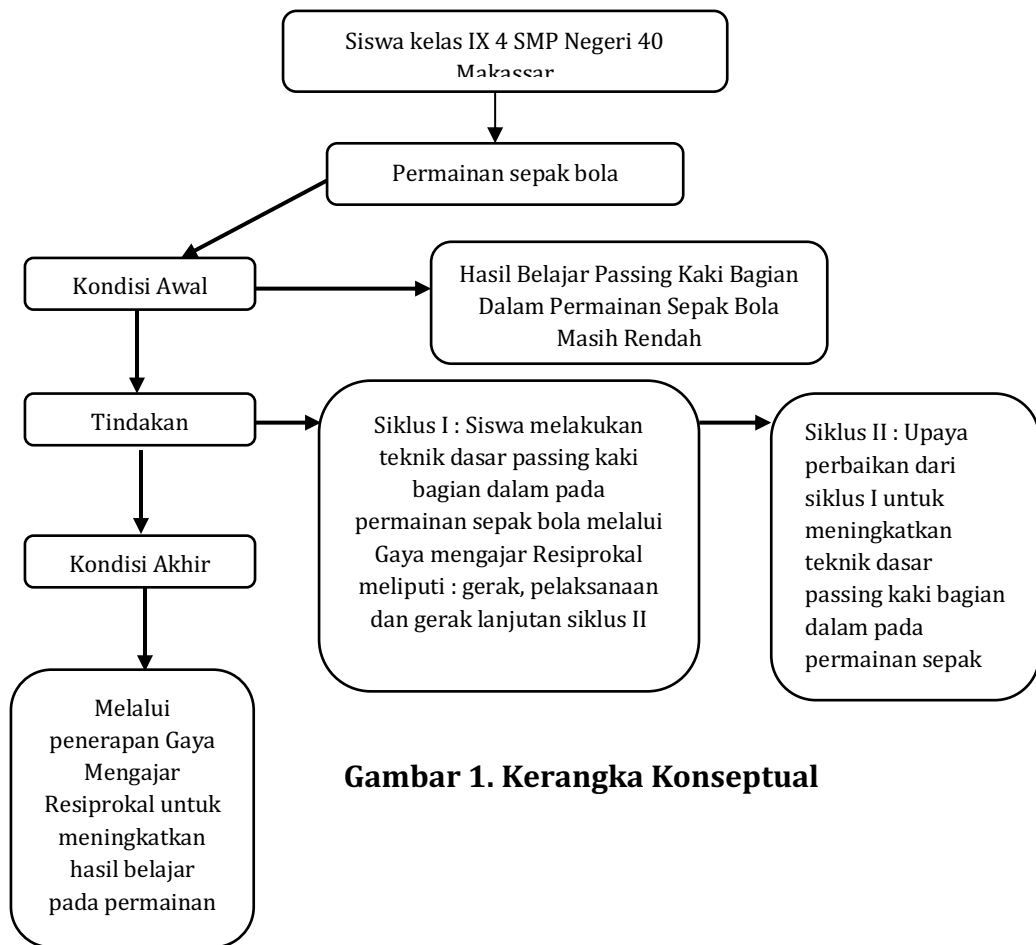 Siswa kelas IX 4 SMP Negeri 40
Makassar
Permainan sepak bola
Kondisi Awal
Hasil Belajar Passing Kaki Bagian
Dalam Permainan Sepak Bola
Masih Rendah
Tindakan
Siklus I : Siswa melakukan
teknik dasar passing kaki
bagian dalam pada
permainan sepak bola melalui
Gaya mengajar Resiprokal
meliputi : gerak, pelaksanaan
dan gerak lanjutan siklus II
Siklus II : Upaya
perbaikan dari
siklus I untuk
meningkatkan
teknik dasar
passing kaki bagian
dalam pada
permainan sepak
Kondisi Akhir
Melalui
penerapan Gaya
Mengajar
Resiprokal untuk
meningkatkan
hasil belajar
pada permainan
Gambar 1. Kerangka Konseptual